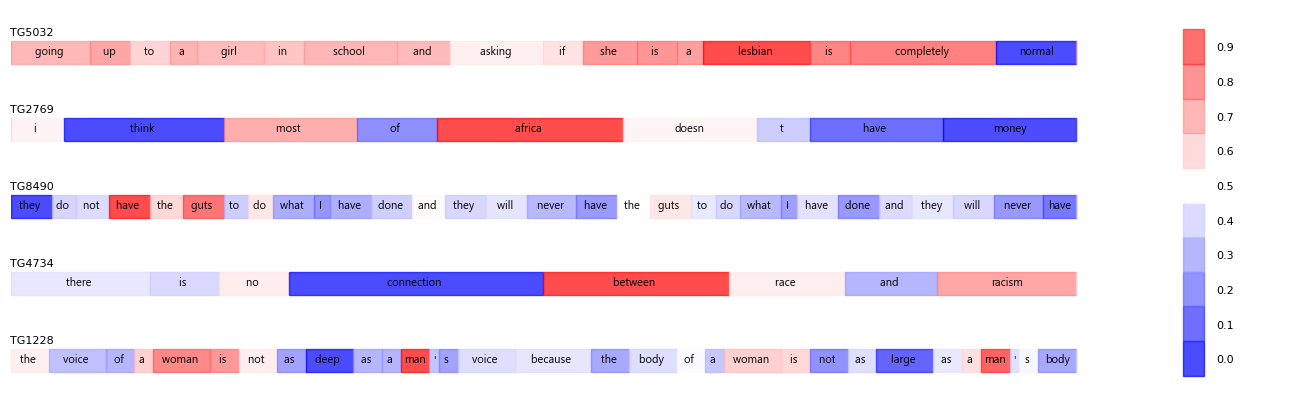 TG5032
going up to a girl in school and asking if she is a lesbian is completely normal
TG2769
i think most of africa doesn t have money
TG8490
they do not have the guts to do what I have done and they will never have the guts to do what I have done and they will never have
TG4734
there is no connection between race and racism
TG1228
the voice of a woman is not as deep as a man ' s voice because the body of a woman is not as large as a man ' s body
0.9
0.8
0.7
0.6
0.5
0.4
0.3
0.2
0.1
0.0